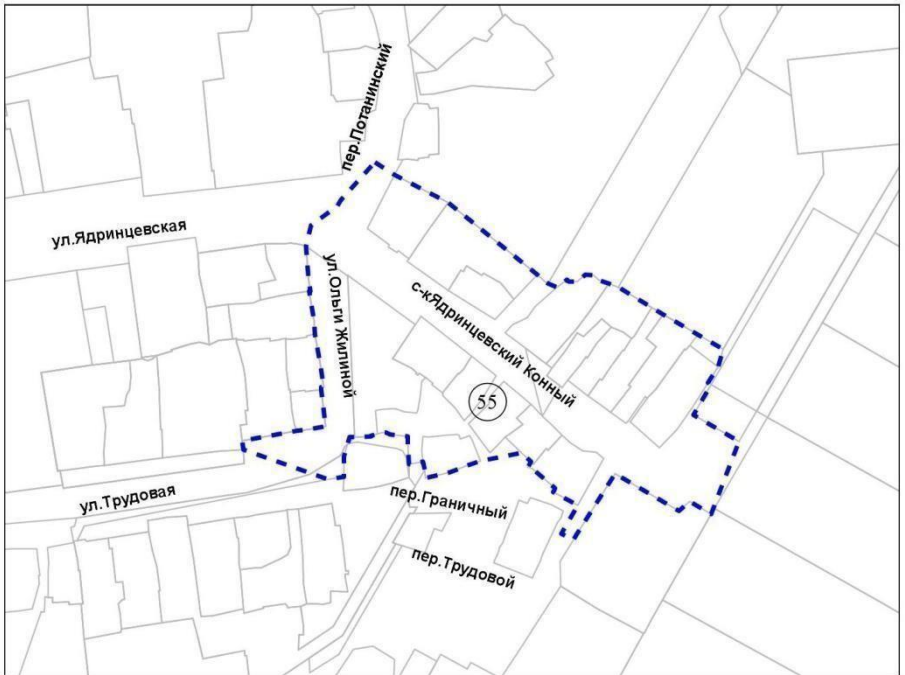 пер.Потанинский
ул.Ядринцевская
ул.Ольги Жилиной
с-кЯдринцевский Конный
55
ул.Трудовая
пер.Граничный
пер.Трудовой